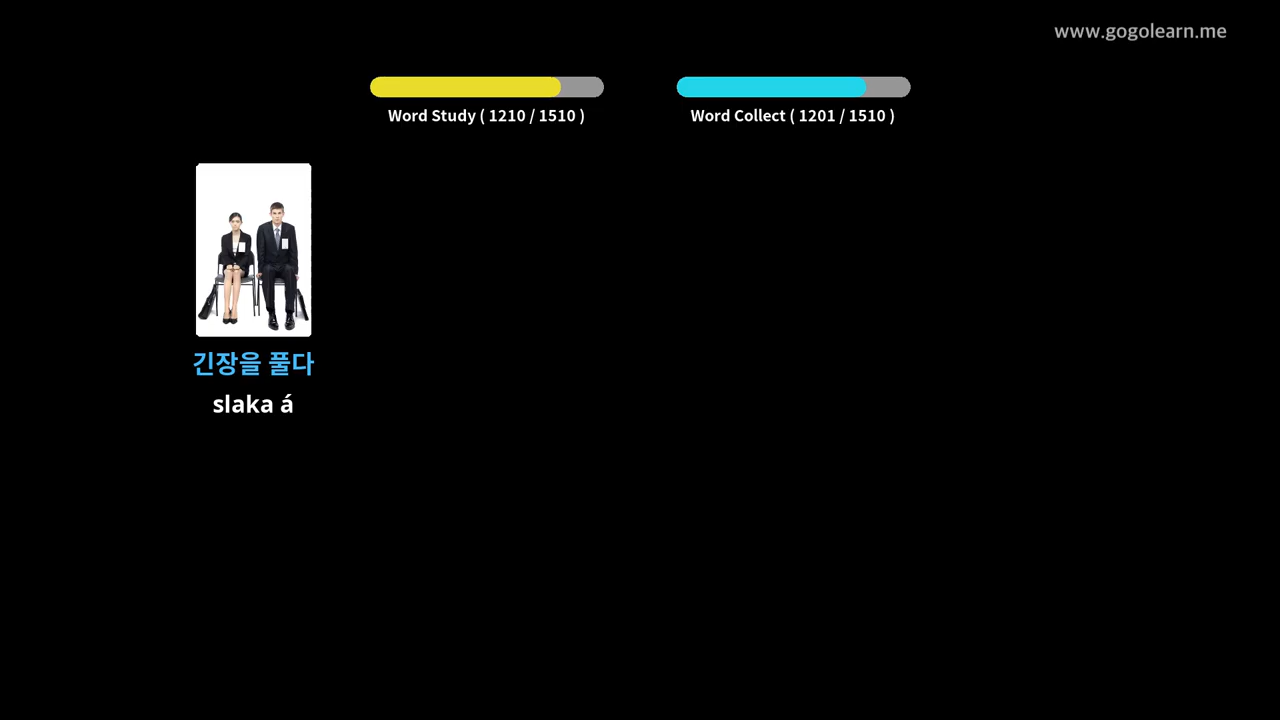 www.gogolearn.me
Word Study ( 1210 / 1510 )
Word Collect ( 1201 / 1510 )
긴장을 풀다
slaka á